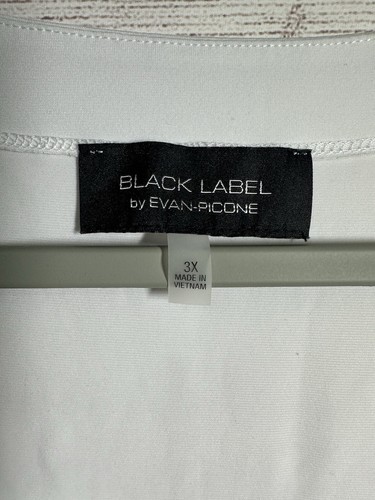 BLACK LABEL
by EVAN-PICONE
3X
MADE IN
VIETNAM